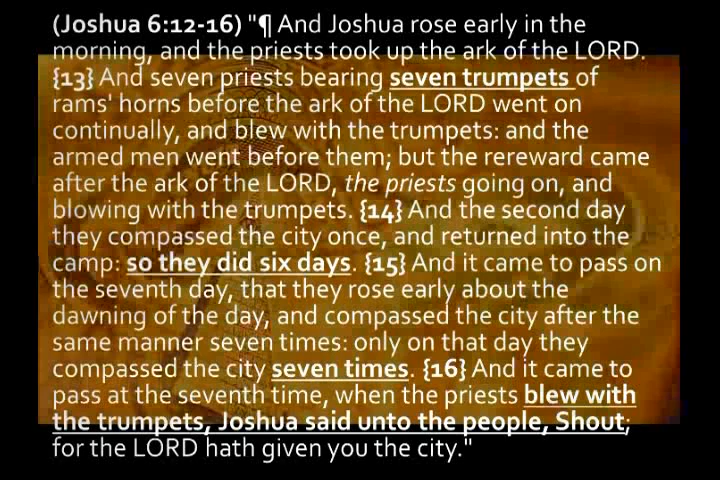 (Joshua 6:12-16) "¶ And Joshua rose early in the
morning, and the priests took up the ark of the LORD.
{13} And seven priests bearing seven trumpets of
rams' horns before the ark of the LORD went on
continually, and blew with the trumpets: and the
armed men went before them; but the rereward came
after the ark of the LORD, the priests going on, and
blowing with the trumpets. {14} And the second day
they compassed the city once, and returned into the
camp: so they did six days. {15} And it came to pass on
the seventh day, that they rose early about the
dawning of the day, and compassed the city after the
same manner seven times: only on that day they
compassed the city seven times. {16} And it came to
pass at the seventh time, when the priests blew with
the trumpets, Joshua said unto the people, Shout;
for the LORD hath given you the city."